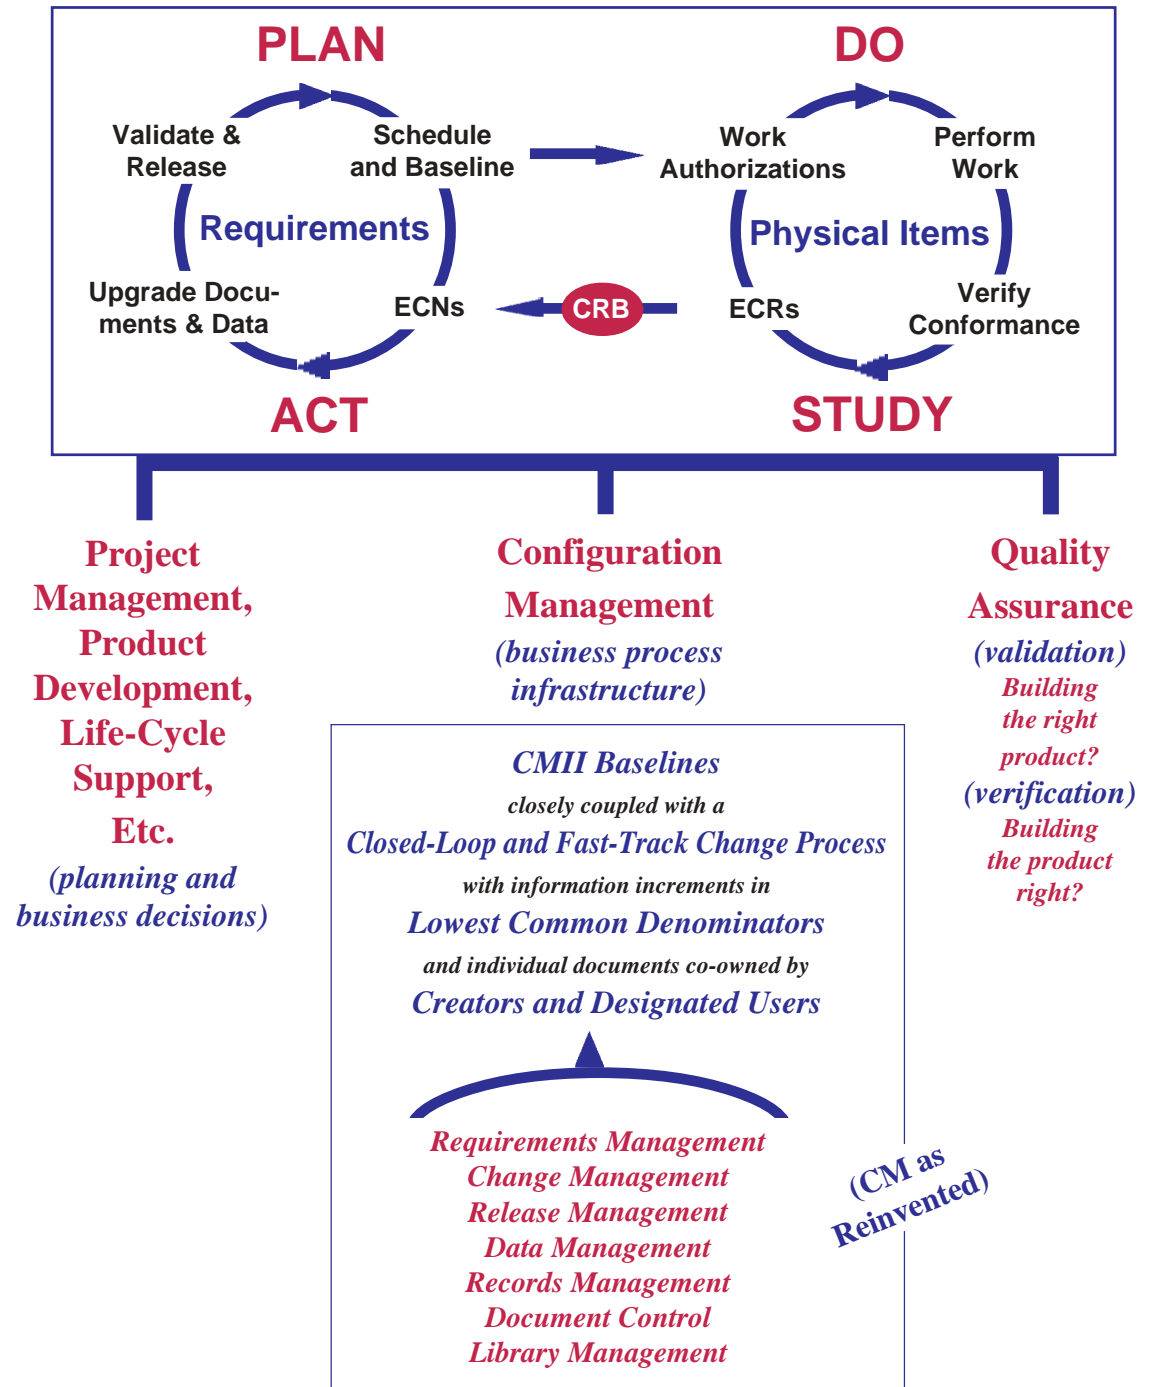 PLAN
DO
Validate &
Release
Schedule
and Baseline
Work
Authorizations
Perform
Work
Requirements
Physical Items
Upgrade Docu-
ments & Data
ECNs
CRB
ECRs
Verify
Conformance
ACT
STUDY
Project
Management,
Product
Development,
Life-Cycle
Support,
Etc.
(planning and
business decisions)
Configuration
Management
(business process
infrastructure)
Quality
Assurance
(validation)
Building
the right
product?
(verification)
Building
the product
right?
CMII Baselines
closely coupled with a
Closed-Loop and Fast-Track Change Process
with information increments in
Lowest Common Denominators
and individual documents co-owned by
Creators and Designated Users
Requirements Management
Change Management
Release Management
Data Management
Records Management
Document Control
Library Management
(CM as
Reinvented)